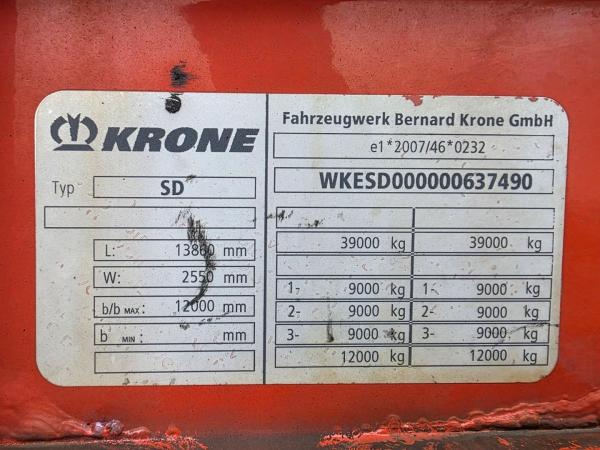 KRONE
Typ SD
L: 13860 mm
W: 2550 mm
b/b MAX: 12000 mm
b MIN: mm
Fahrzeugwerk Bernard Krone GmbH
e1*2007/46*0232
WKESD000000637490
39000 kg 39000 kg
1- 9000 kg 1- 9000 kg
2- 9000 kg 2- 9000 kg
3- 9000 kg 3- 9000 kg
12000 kg 12000 kg